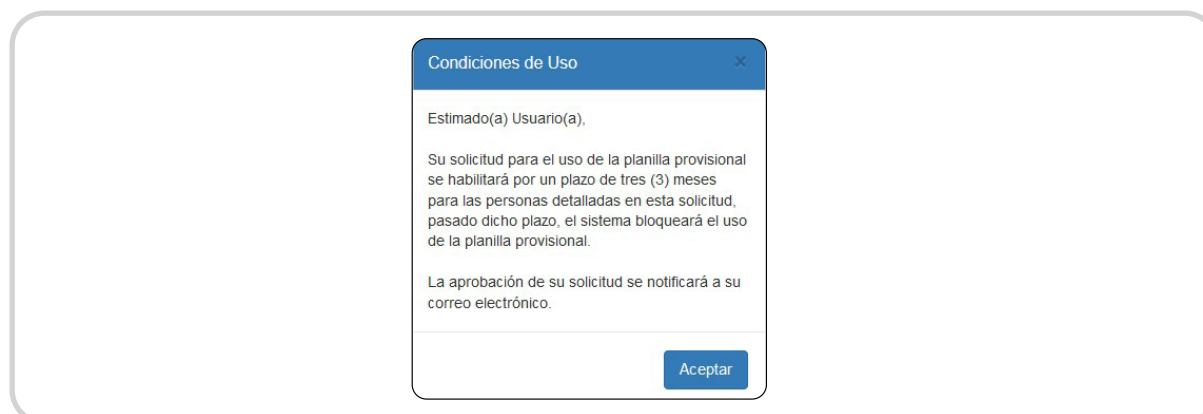 Condiciones de Uso ×
Estimado(a) Usuario(a),
Su solicitud para el uso de la planilla provisional
se habilitará por un plazo de tres (3) meses
para las personas detalladas en esta solicitud,
pasado dicho plazo, el sistema bloqueará el uso
de la planilla provisional.
La aprobación de su solicitud se notificará a su
correo electrónico.
Aceptar